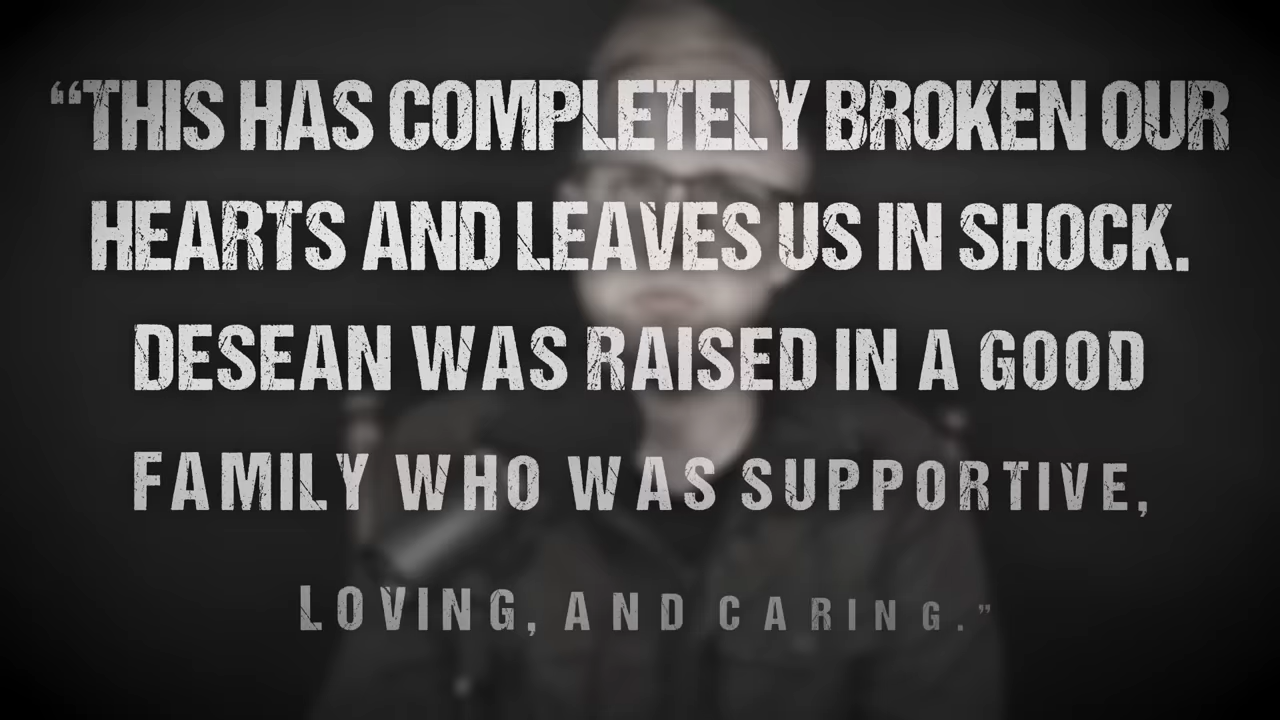 “THIS HAS COMPLETELY BROKEN OUR
HEARTS AND LEAVES US IN SHOCK.
DESEAN WAS RAISED IN A GOOD
FAMILY WHO WAS SUPPORTIVE,
LOVING, AND CARING.”